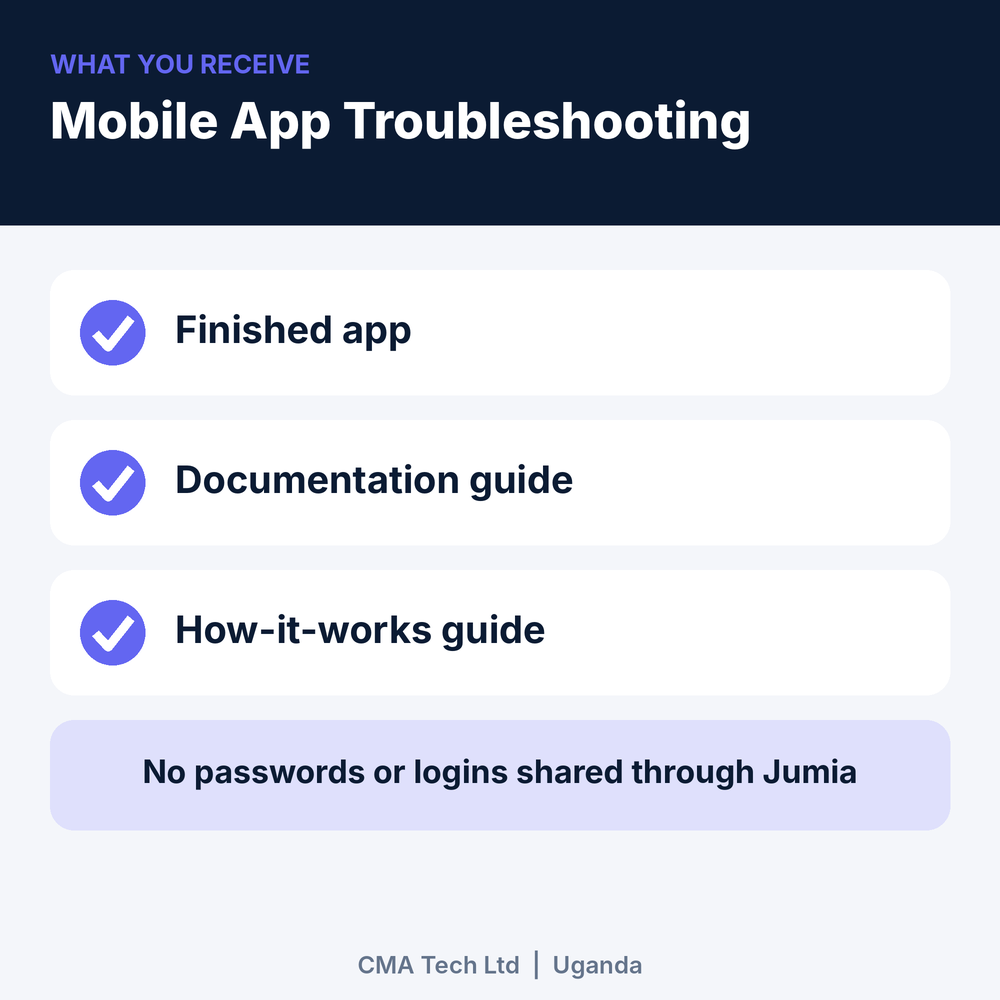 WHAT YOU RECEIVE
Mobile App Troubleshooting
Finished app
Documentation guide
How-it-works guide
No passwords or logins shared through Jumia
CMA Tech Ltd | Uganda